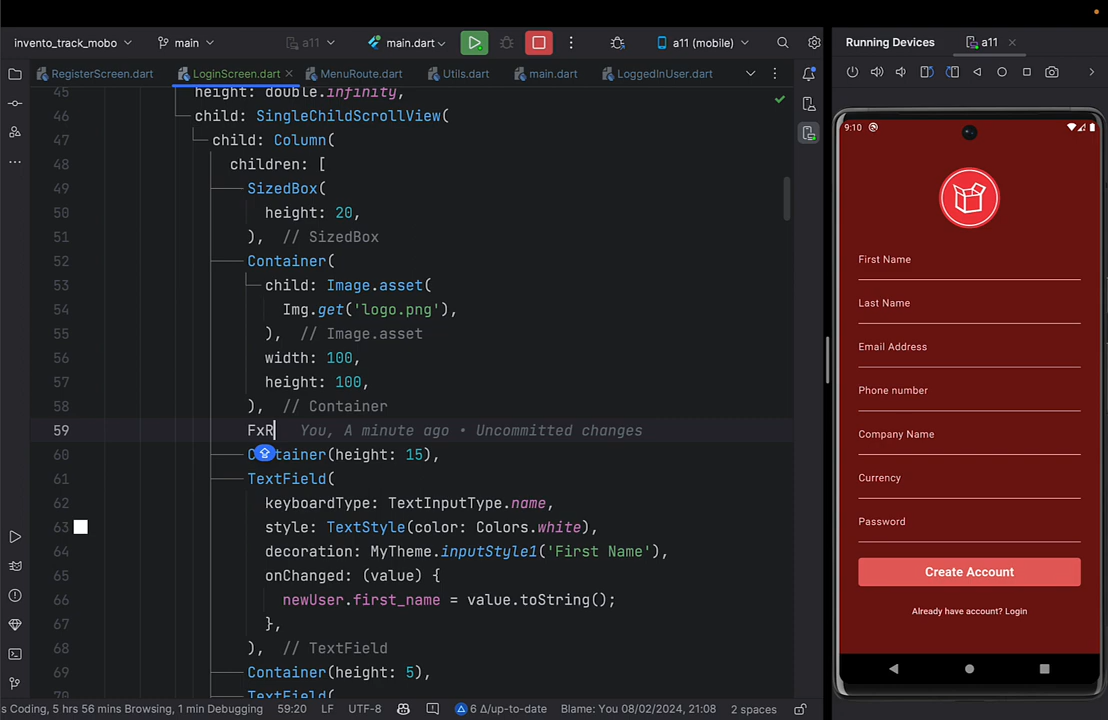 invento_track_mobo
main
a11
main.dart
a11 (mobile)
Running Devices
a11
RegisterScreen.dart
LoginScreen.dart
MenuRoute.dart
Utils.dart
main.dart
LoggedInUser.dart
45 height: double.infinity,
46 child: SingleChildScrollView(
47 child: Column(
48 children: [
49 SizedBox(
50 height: 20,
51 ), // SizedBox
52 Container(
53 child: Image.asset(
54 Img.get('logo.png'),
55 ), // Image.asset
56 width: 100,
57 height: 100,
58 ), // Container
59 FxR You, A minute ago • Uncommitted changes
60 Container(height: 15),
61 TextField(
62 keyboardType: TextInputType.name,
63 style: TextStyle(color: Colors.white),
64 decoration: MyTheme.inputStyle1('First Name'),
65 onChanged: (value) {
66 newUser.first_name = value.toString();
67 },
68 ), // TextField
69 Container(height: 5),
70 TextField(
9:10
First Name
Last Name
Email Address
Phone number
Company Name
Currency
Password
Create Account
Already have account? Login
s Coding, 5 hrs 56 mins Browsing, 1 min Debugging
59:20
LF
UTF-8
6 Δ/up-to-date
Blame: You 08/02/2024, 21:08
2 spaces